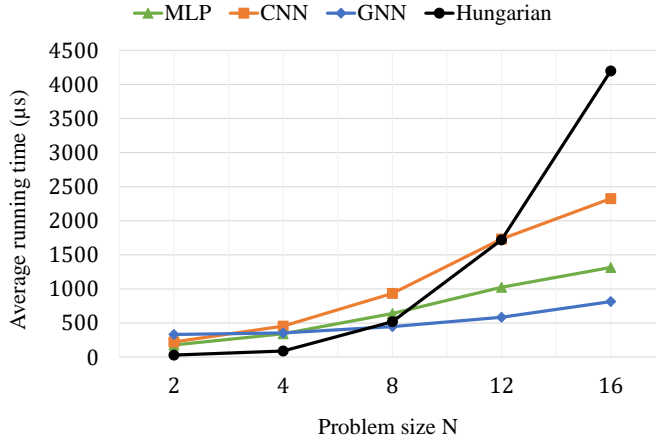 MLP CNN GNN Hungarian
4500
4000
3500
3000
2500
2000
1500
1000
500
0
Average running time (μs)
2 4 8 12 16
Problem size N